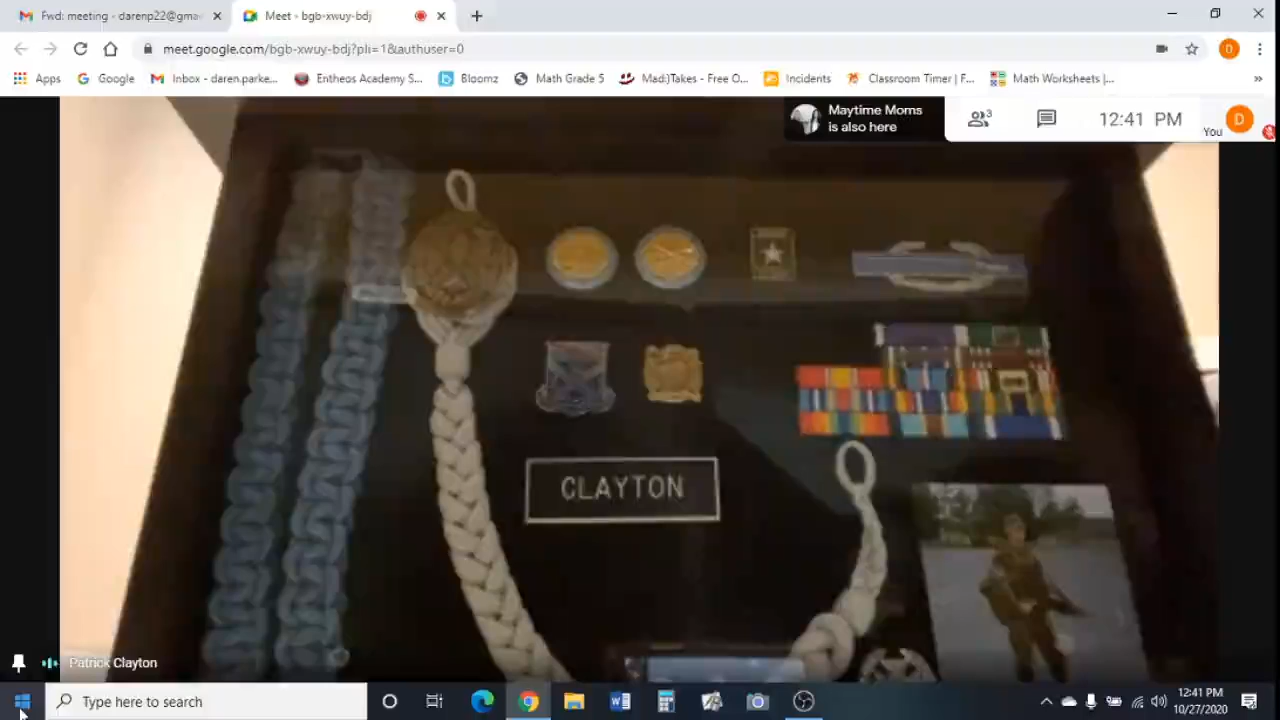 Fwd: meeting - darenp22@gma
Meet - bgb-xwuy-bdj
meet.google.com/bgb-xwuy-bdj?pli=1&authuser=0
Apps
Google
Inbox - daren.parke...
Entheos Academy S...
Bloomz
Math Grade 5
Mad:)Takes - Free O...
Incidents
Classroom Timer | F...
Math Worksheets |...
»
Maytime Moms
is also here
3
12:41 PM
You
D
D
CLAYTON
Patrick Clayton
Type here to search
12:41 PM
10/27/2020